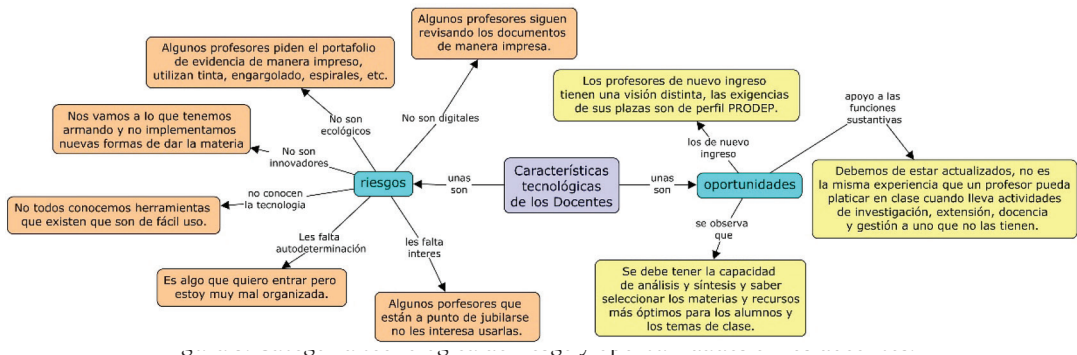 Algunos profesores siguen
revisando los documentos
de manera impresa.
Algunos profesores piden el portafolio
de evidencia de manera impreso,
utilizan tinta, engargolado, espirales, etc.
Los profesores de nuevo ingreso
tienen una visión distinta, las exigencias
de sus plazas son de perfil PRODEP.
apoyo a las
funciones
sustantivas
Nos vamos a lo que tenemos
armando y no implementamos
nuevas formas de dar la materia
No son
ecológicos
No son digitales
No son
innovadores
los de nuevo
ingreso
Características
tecnológicas
de los Docentes
riesgos
unas
son
unas
son
oportunidades
Debemos de estar actualizados, no es
la misma experiencia que un profesor pueda
platicar en clase cuando lleva actividades
de investigación, extensión, docencia
y gestión a uno que no las tienen.
no conocen
la tecnologia
No todos conocemos herramientas
que existen que son de fácil uso.
Les falta
autodeterminación
les falta
interes
se observa
que
Es algo que quiero entrar pero
estoy muy mal organizada.
Algunos porfesores que
están a punto de jubilarse
no les interesa usarlas.
Se debe tener la capacidad
de análisis y síntesis y saber
seleccionar los materias y recursos
más óptimos para los alumnos y
los temas de clase.